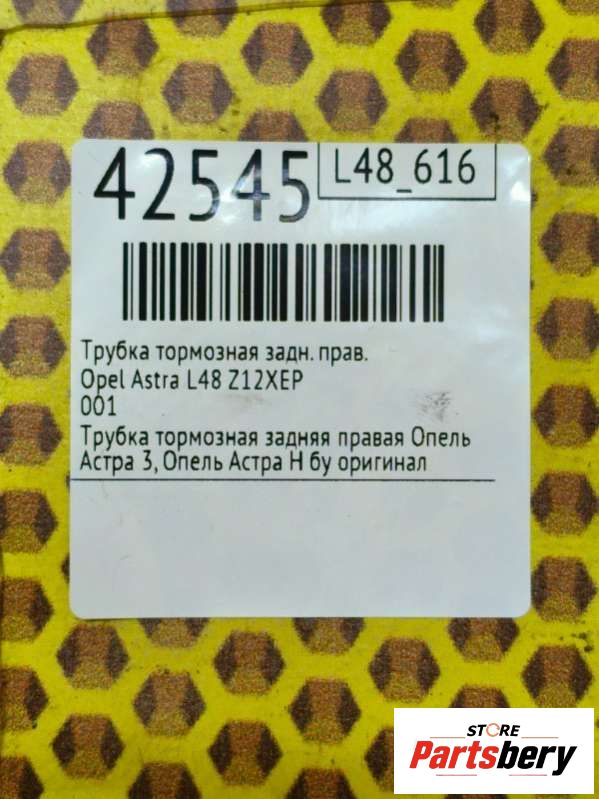 42545
L48_616
Трубка тормозная задн. прав.
Opel Astra L48 Z12XEP
001
Трубка тормозная задняя правая Опель
Астра 3, Опель Астра H бу оригинал
STORE
Partsbery